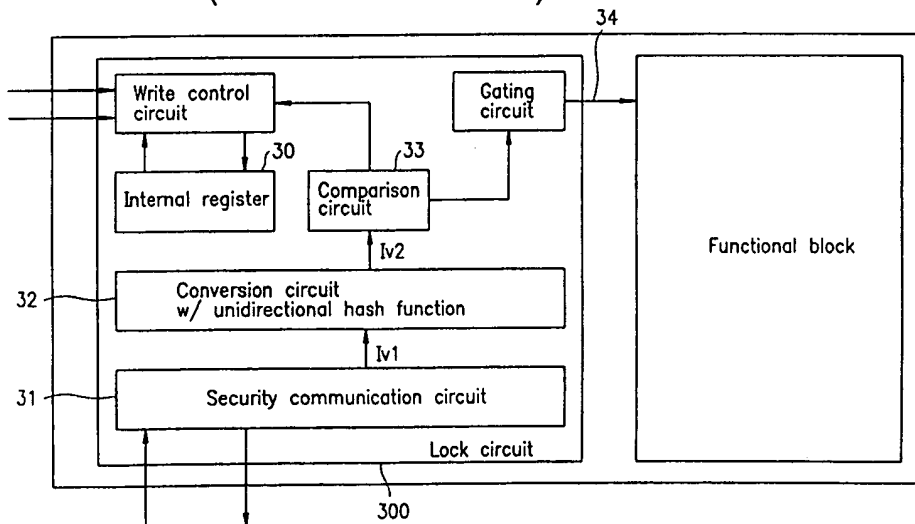 34
Write control
circuit
Gating
circuit
30
33
Internal register
Comparison
circuit
Functional block
Iv2
32
Conversion circuit
w/ unidirectional hash function
Iv1
31
Security communication circuit
Lock circuit
300